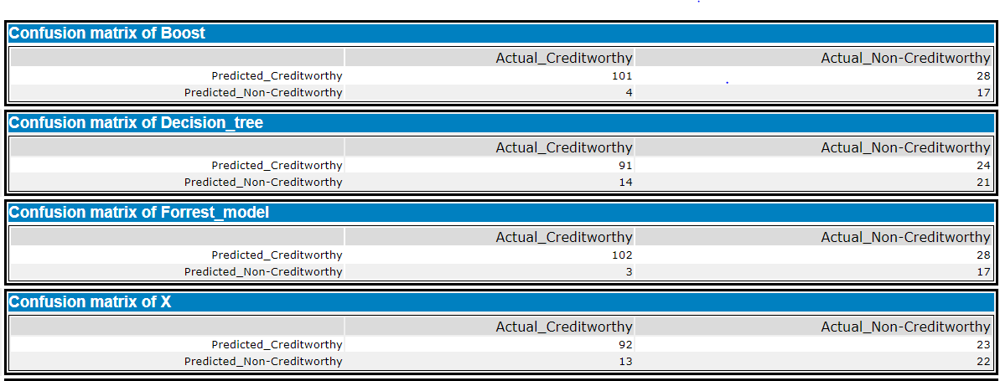 Confusion matrix of Boost
Actual_Creditworthy Actual_Non-Creditworthy
Predicted_Creditworthy 101 28
Predicted_Non-Creditworthy 4 17
Confusion matrix of Decision_tree
Actual_Creditworthy Actual_Non-Creditworthy
Predicted_Creditworthy 91 24
Predicted_Non-Creditworthy 14 21
Confusion matrix of Forrest_model
Actual_Creditworthy Actual_Non-Creditworthy
Predicted_Creditworthy 102 28
Predicted_Non-Creditworthy 3 17
Confusion matrix of X
Actual_Creditworthy Actual_Non-Creditworthy
Predicted_Creditworthy 92 23
Predicted_Non-Creditworthy 13 22